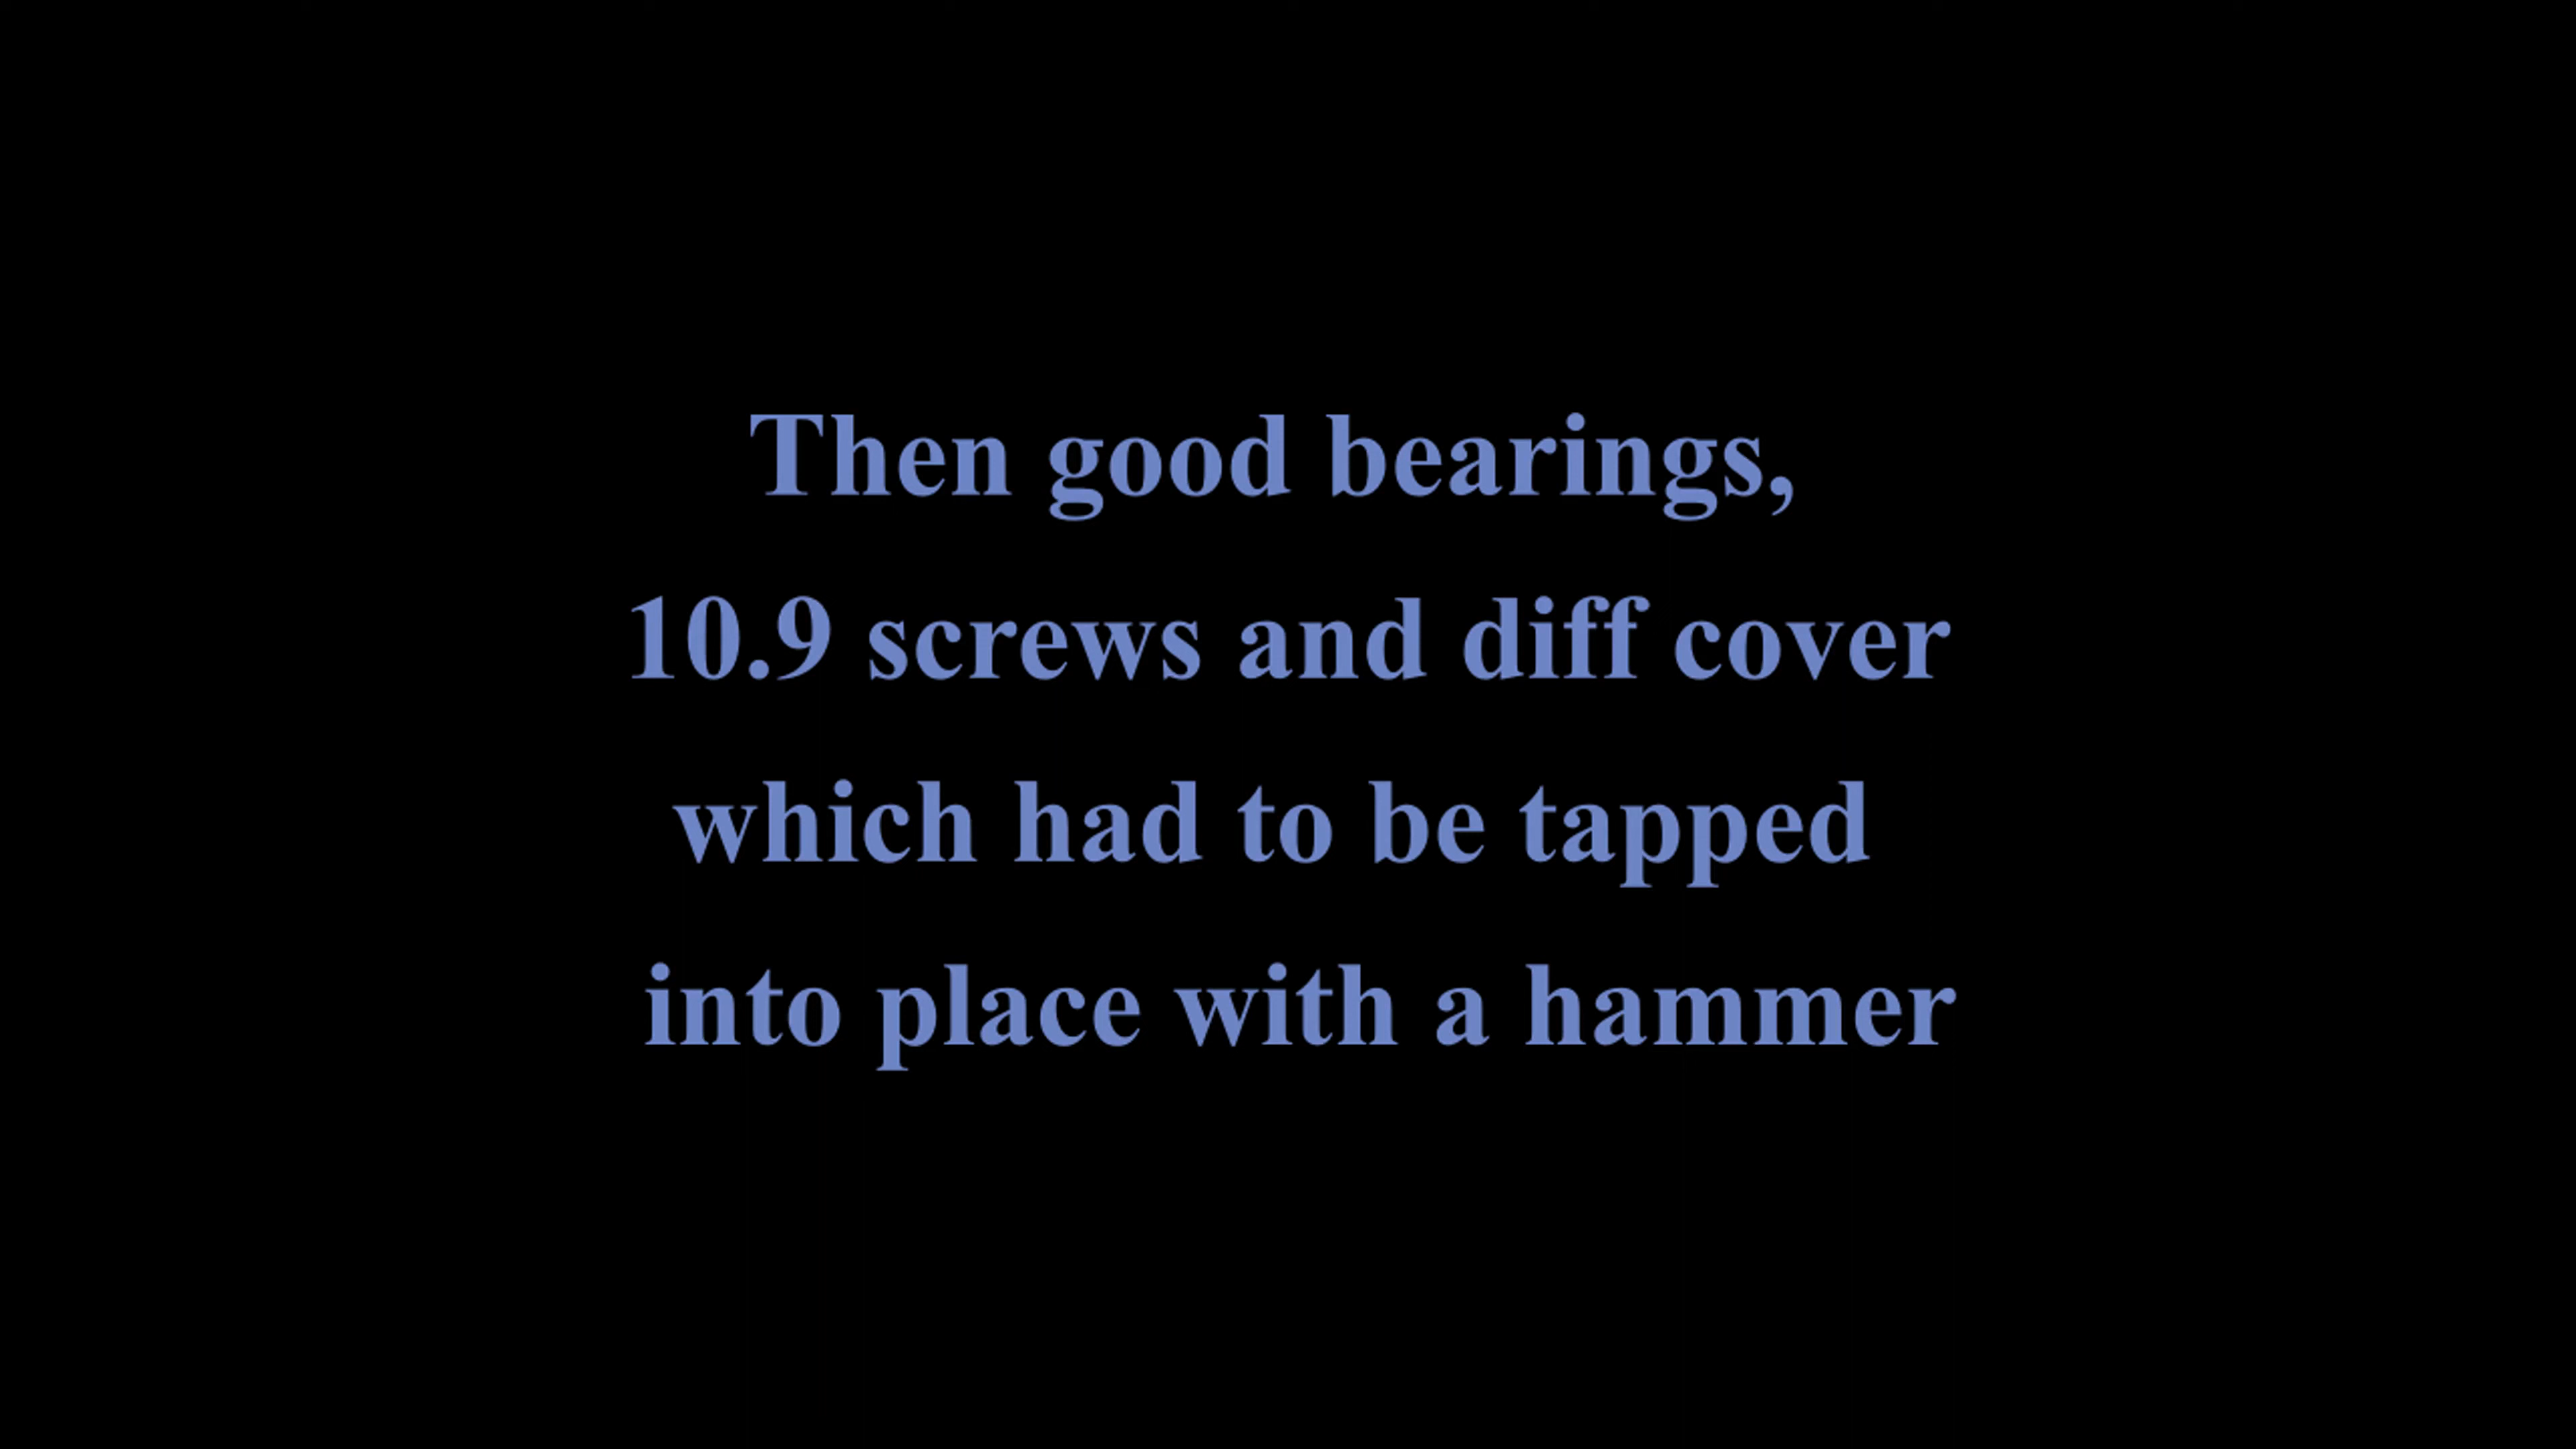 Then good bearings,
10.9 screws and diff cover
which had to be tapped
into place with a hammer